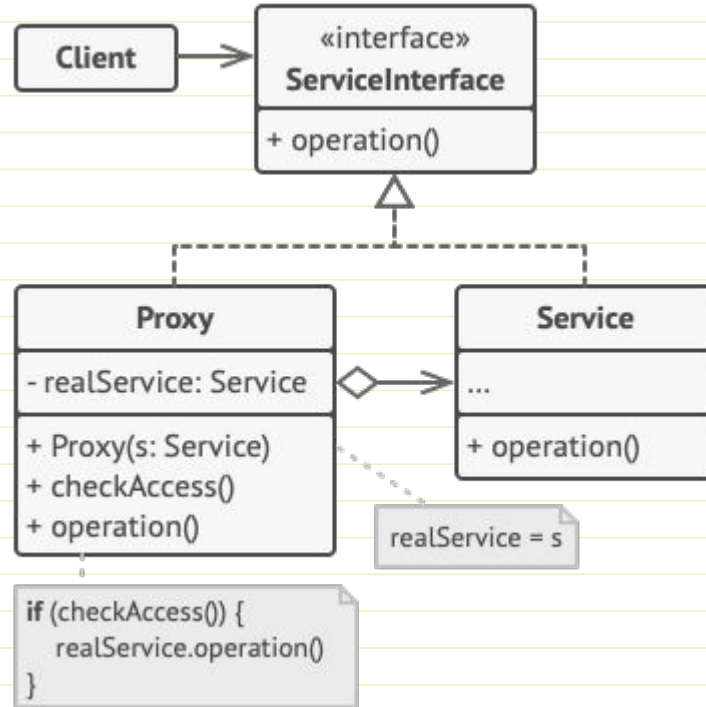 Client
«interface»
ServiceInterface
+ operation()
Proxy
- realService: Service
+ Proxy(s: Service)
+ checkAccess()
+ operation()
Service
...
+ operation()
realService = s
if (checkAccess()) {
realService.operation()
}